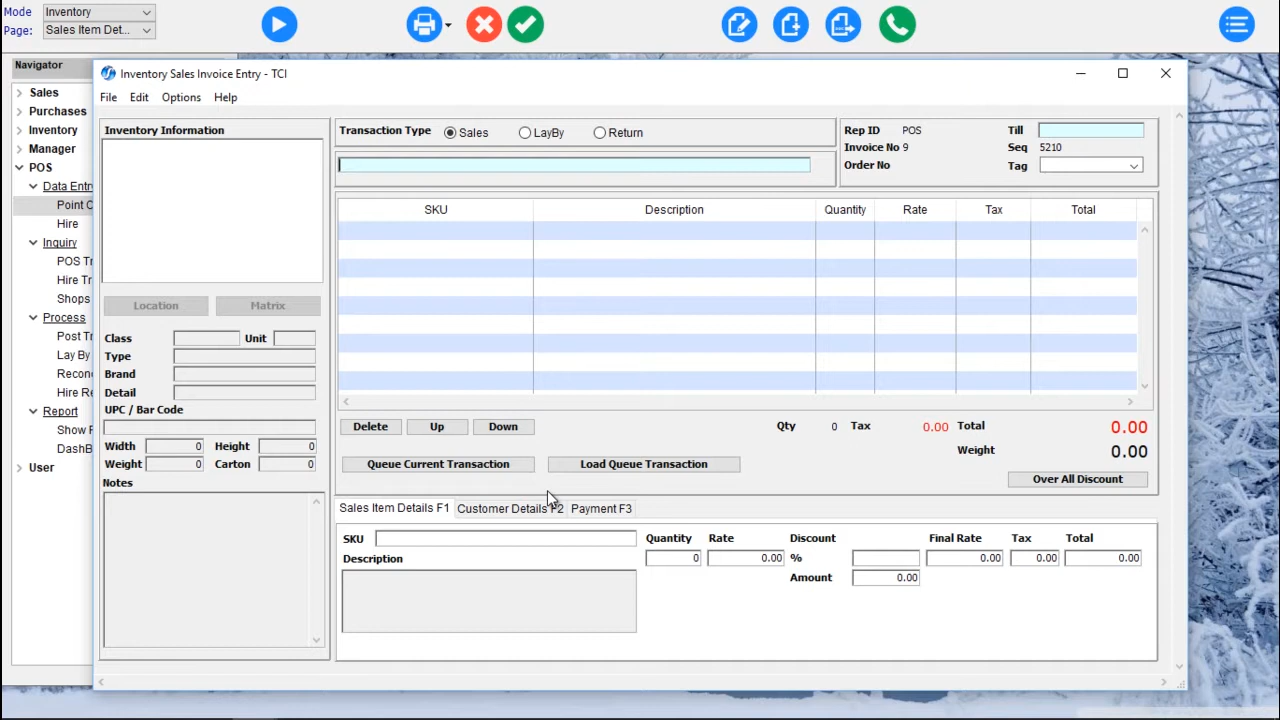 Mode Inventory
Page: Sales Item Det...
Navigator
Sales
Purchases
Inventory
Manager
POS
Data Entr
Point O
Hire
Inquiry
POS Tr
Hire Tr
Shops
Process
Post Tr
Lay By
Recon
Hire Re
Report
Show F
DashB
User
Inventory Sales Invoice Entry - TCI
File Edit Options Help
Inventory Information
Location Matrix
Class Unit
Type
Brand
Detail
UPC / Bar Code
Width 0 Height 0
Weight 0 Carton 0
Notes
Transaction Type Sales LayBy Return
Rep ID POS Till
Invoice No 9 Seq 5210
Order No Tag
SKU Description Quantity Rate Tax Total
Delete Up Down
Qty 0 Tax 0.00 Total 0.00
Weight 0.00
Queue Current Transaction Load Queue Transaction
Over All Discount
Sales Item Details F1 Customer Details F2 Payment F3
SKU Quantity Rate Discount Final Rate Tax Total
Description 0 0.00 % 0.00 0.00 0.00
Amount 0.00